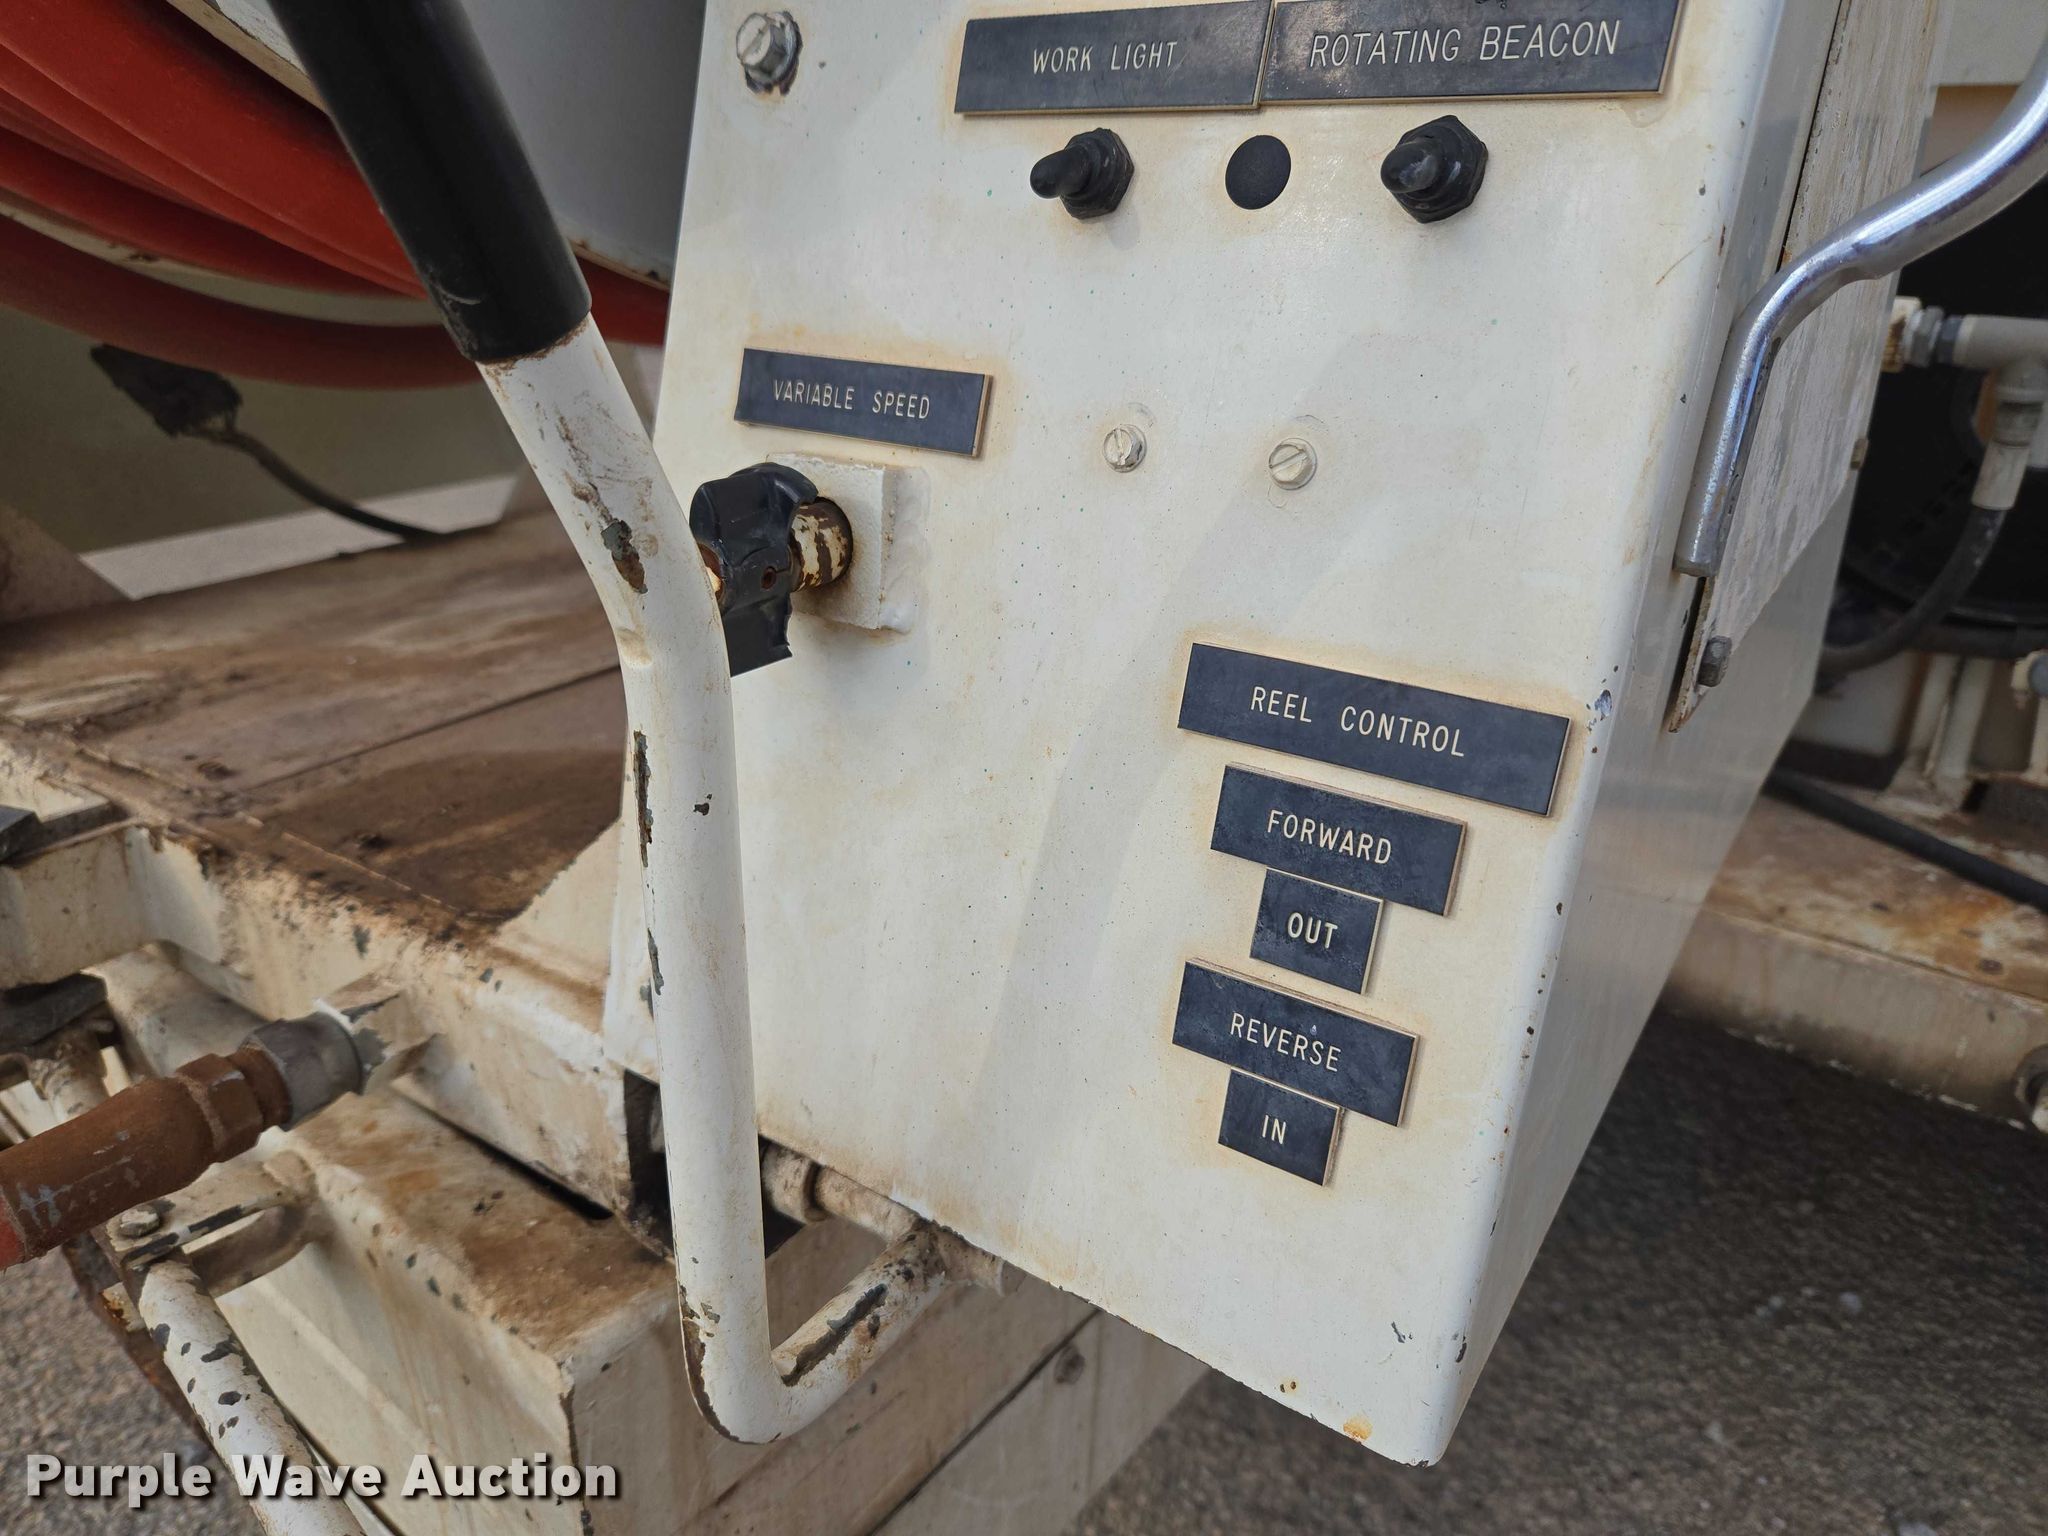 WORK LIGHT
ROTATING BEACON
VARIABLE SPEED
REEL CONTROL
FORWARD
OUT
REVERSE
IN
Purple Wave Auction